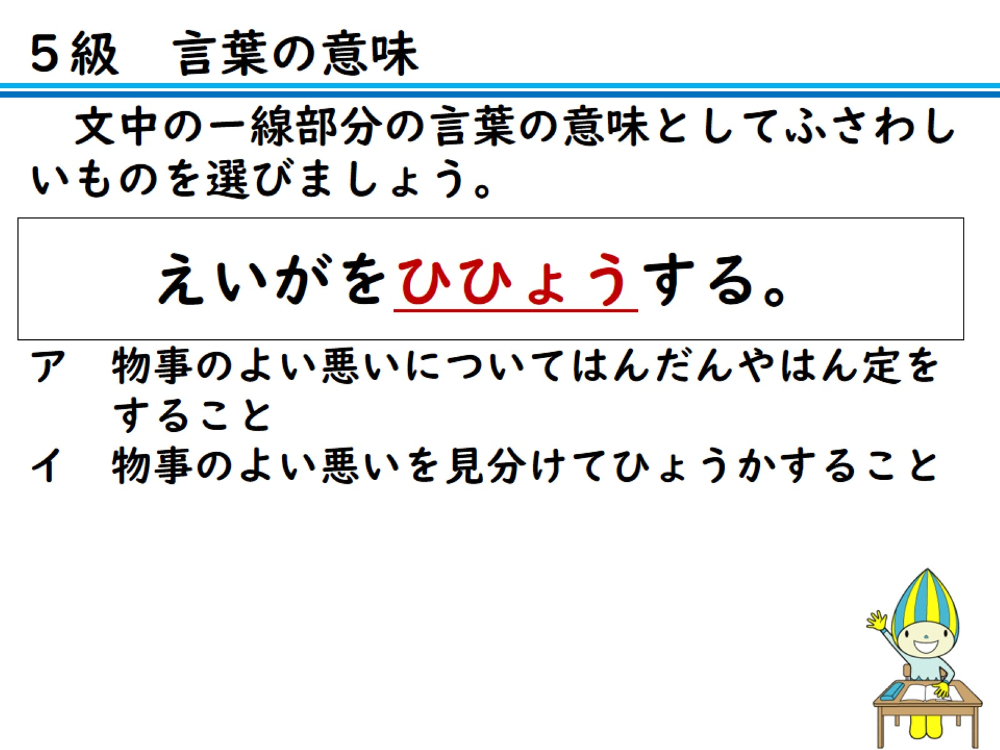 ５級　言葉の意味
文中の一線部分の言葉の意味としてふさわし
いものを選びましょう。
えいがをひひょうする。
ア　物事のよい悪いについてはんだんやはん定を
すること
イ　物事のよい悪いを見分けてひょうかすること